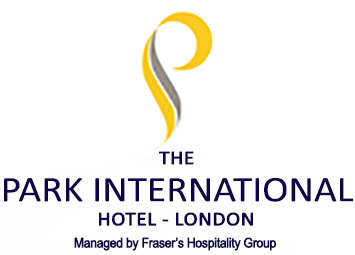 THE
PARK INTERNATIONAL
HOTEL - LONDON
Managed by Fraser's Hospitality Group